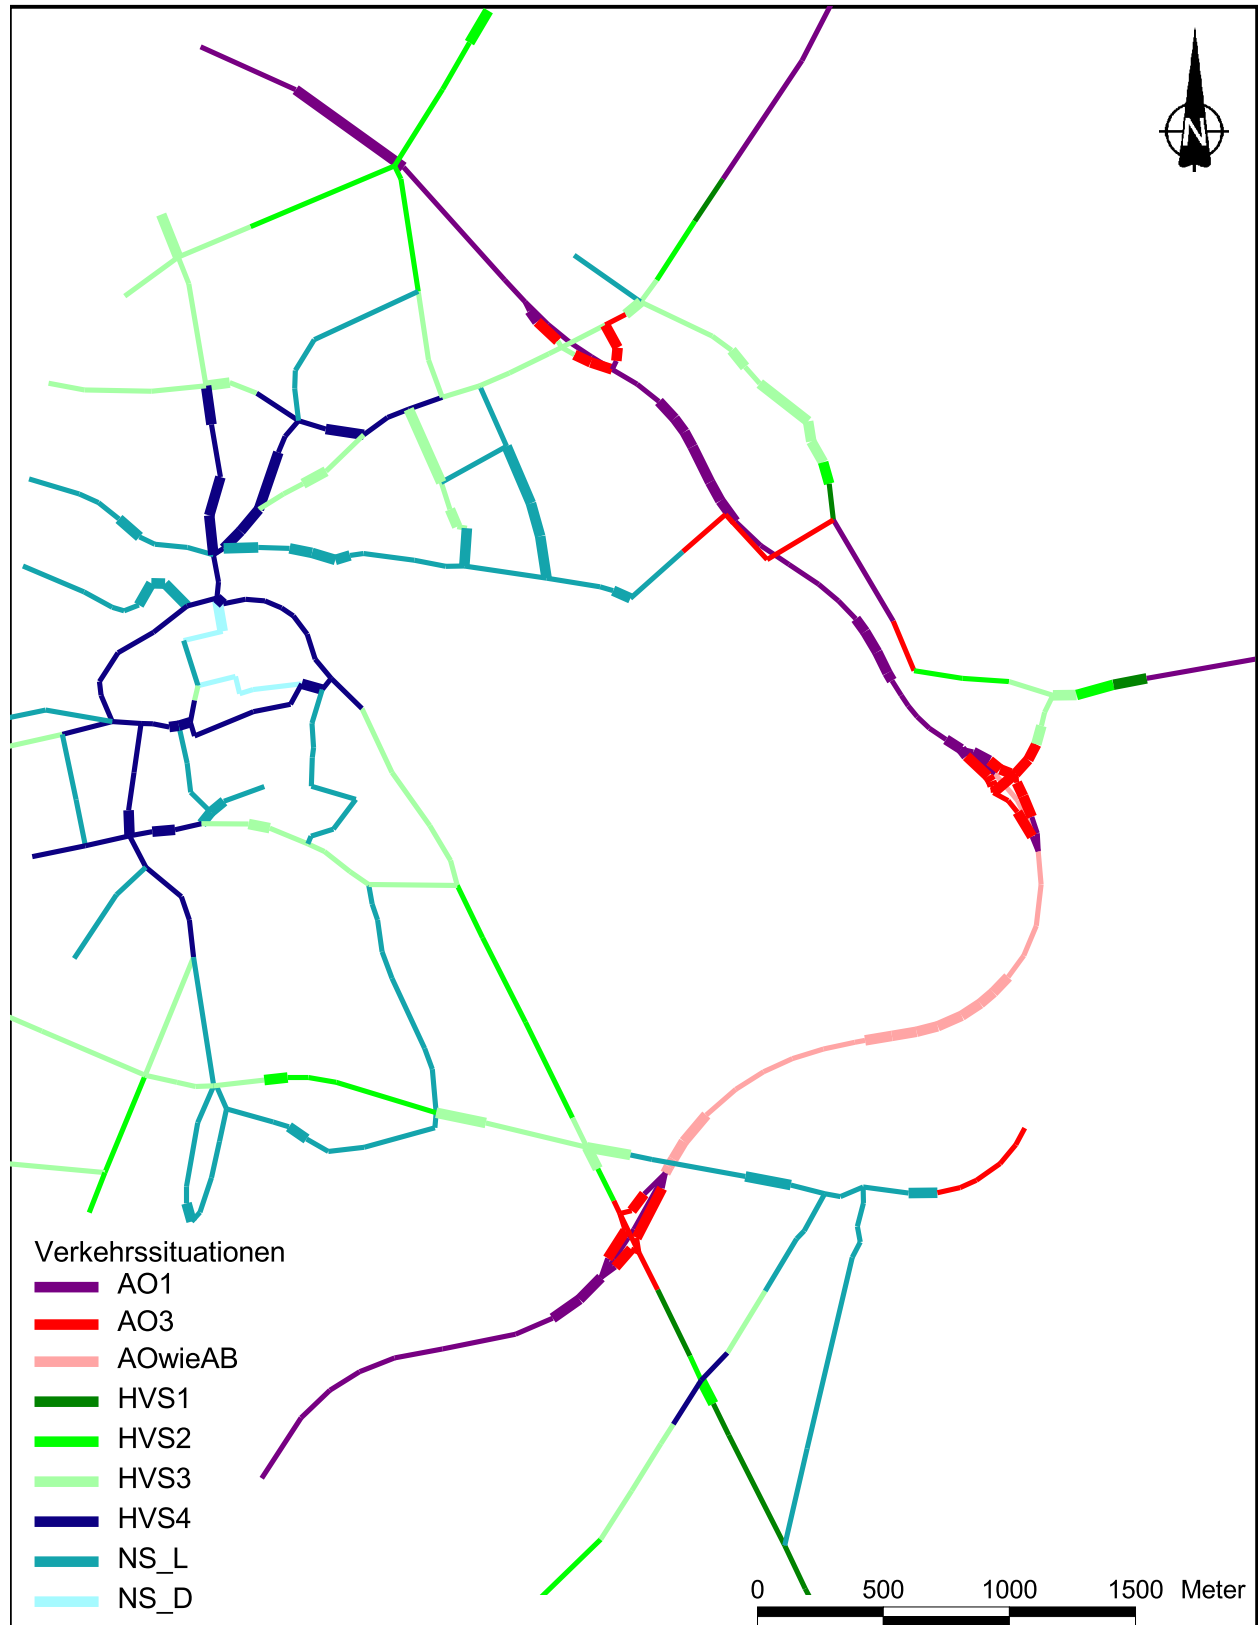 N
Verkehrssituationen
AO1
AO3
AOwieAB
HVS1
HVS2
HVS3
HVS4
NS_L
NS_D
0 500 1000 1500 Meter